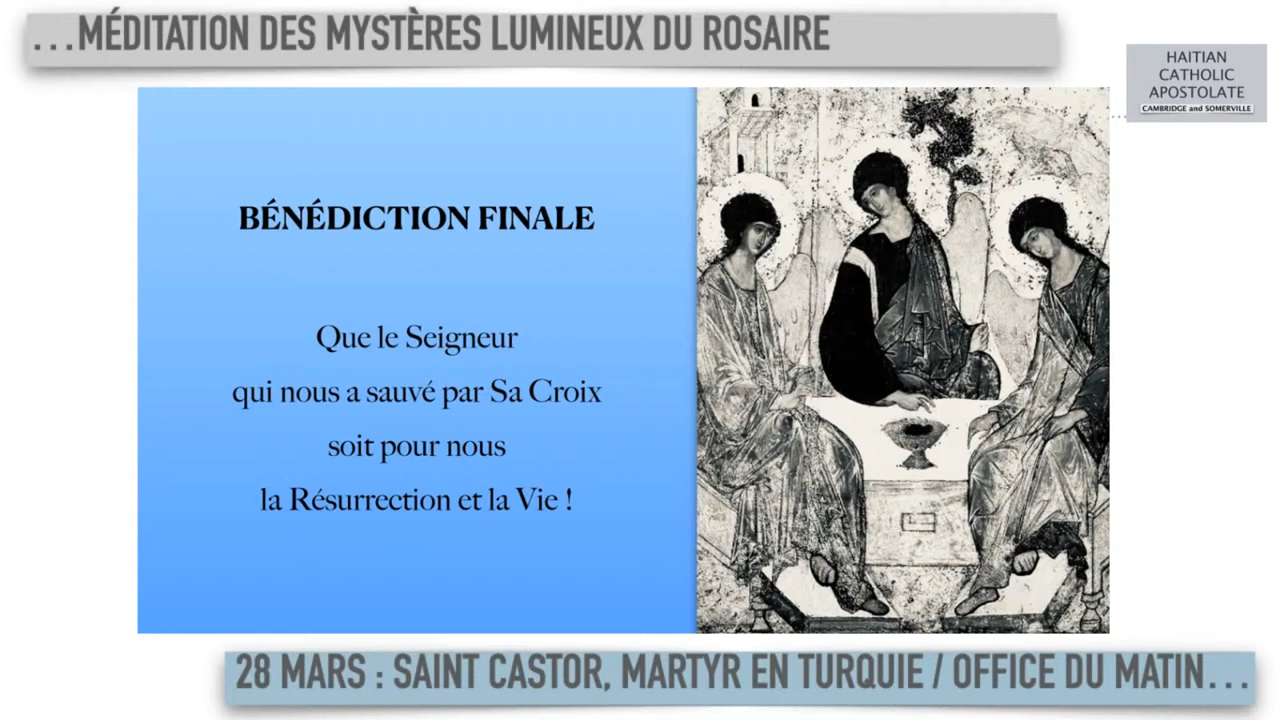 ...MÉDITATION DES MYSTÈRES LUMINEUX DU ROSAIRE
HAITIAN
CATHOLIC
APOSTOLATE
CAMBRIDGE and SOMERVILLE
BÉNÉDICTION FINALE
Que le Seigneur
qui nous a sauvé par Sa Croix
soit pour nous
la Résurrection et la Vie !
28 MARS : SAINT CASTOR, MARTYR EN TURQUIE / OFFICE DU MATIN...